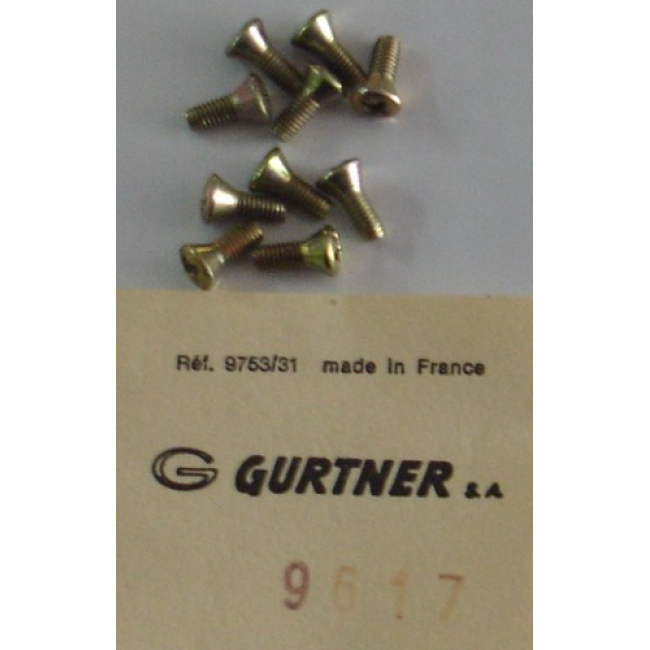 Réf. 9753/31 made in France
G GURTNER S.A.
9617